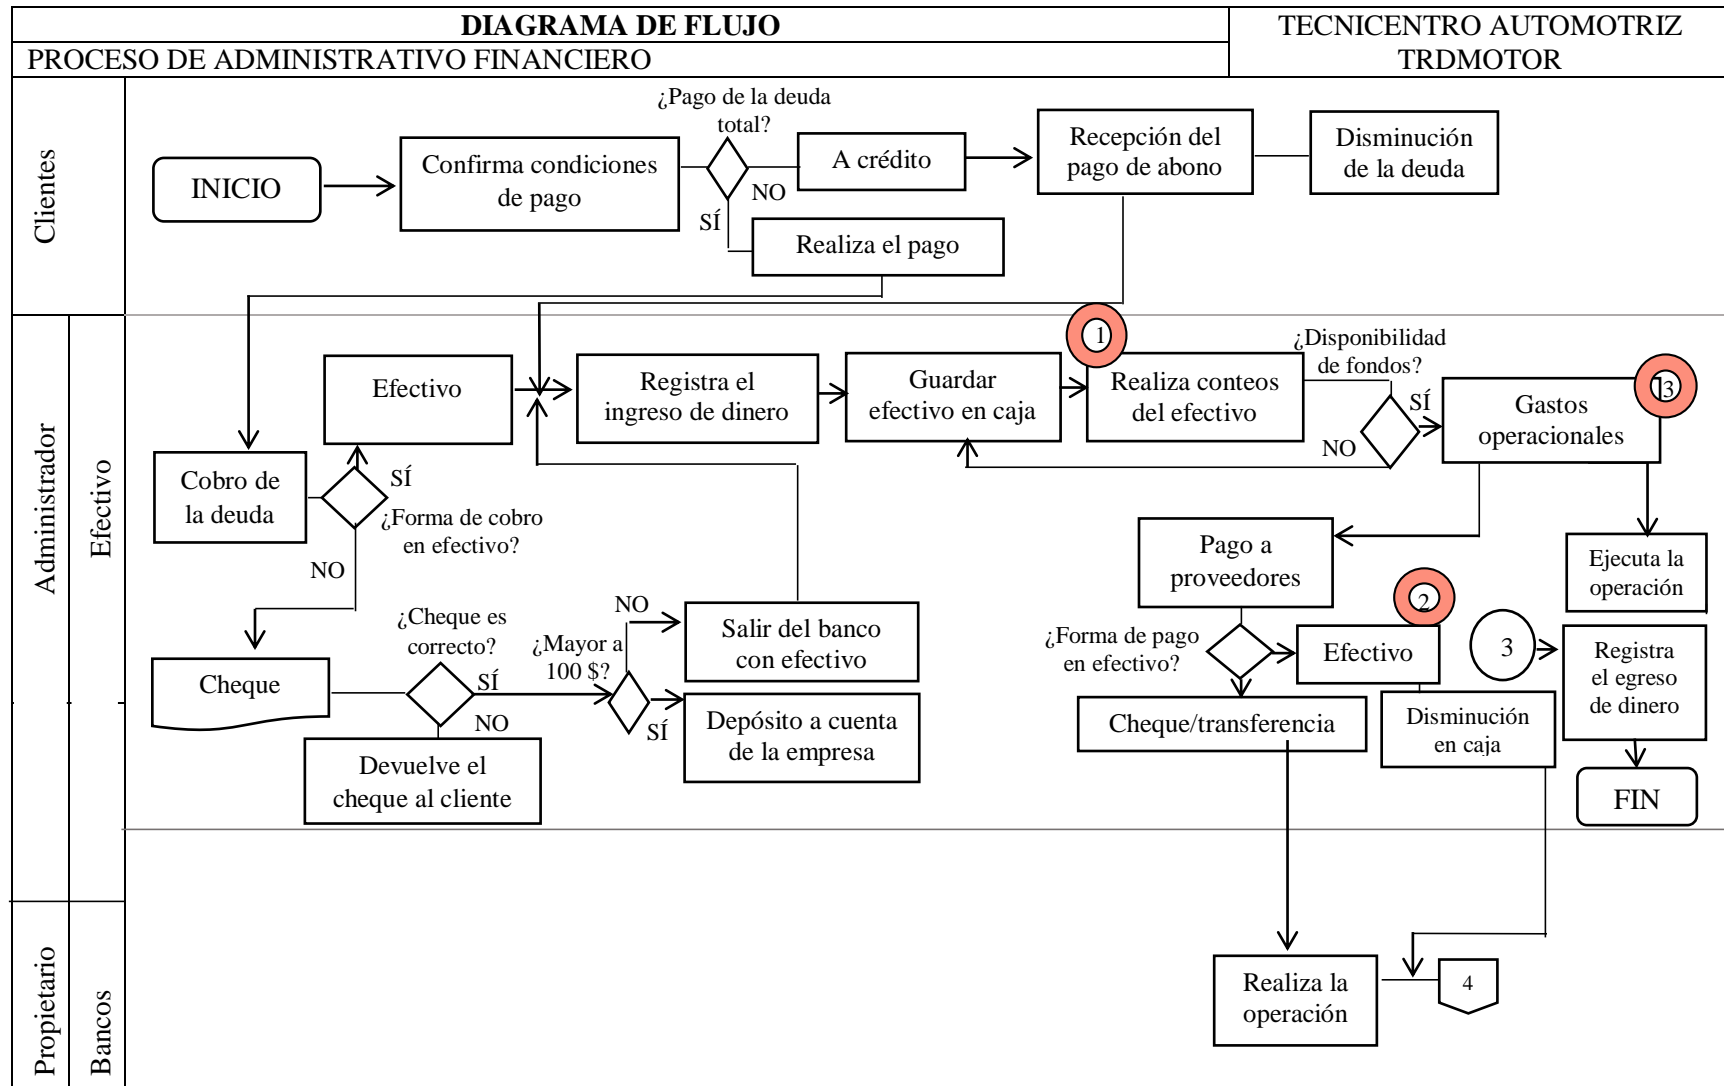 DIAGRAMA DE FLUJO
TECNICENTRO AUTOMOTRIZ
TRDMOTOR
PROCESO DE ADMINISTRATIVO FINANCIERO
Clientes
INICIO
Confirma condiciones
de pago
¿Pago de la deuda
total?
NO
SÍ
A crédito
Realiza el pago
Recepción del
pago de abono
Disminución
de la deuda
Administrador
Efectivo
Cobro de
la deuda
SÍ
¿Forma de cobro
en efectivo?
NO
Efectivo
Registra el
ingreso de dinero
Guardar
efectivo en caja
1
Realiza conteos
del efectivo
¿Disponibilidad
de fondos?
SÍ
NO
3
Gastos
operacionales
Cheque
¿Cheque es
correcto?
SÍ
NO
Devuelve el
cheque al cliente
¿Mayor a
100 $?
NO
SÍ
Salir del banco
con efectivo
Depósito a cuenta
de la empresa
Pago a
proveedores
¿Forma de pago
en efectivo?
2
Efectivo
Cheque/transferencia
Disminución
en caja
Ejecuta la
operación
3
Registra
el egreso
de dinero
FIN
Propietario
Bancos
Realiza la
operación
4